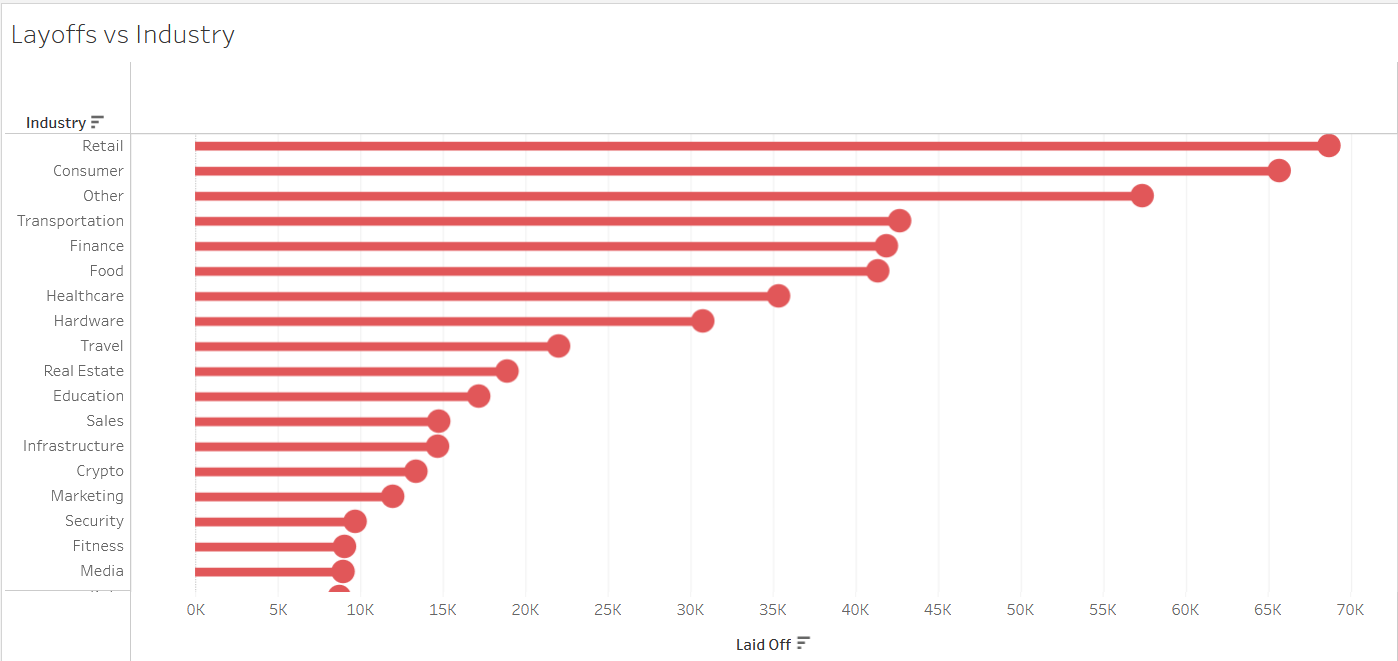 Layoffs vs Industry
Industry
Retail
Consumer
Other
Transportation
Finance
Food
Healthcare
Hardware
Travel
Real Estate
Education
Sales
Infrastructure
Crypto
Marketing
Security
Fitness
Media
0K 5K 10K 15K 20K 25K 30K 35K 40K 45K 50K 55K 60K 65K 70K
Laid Off